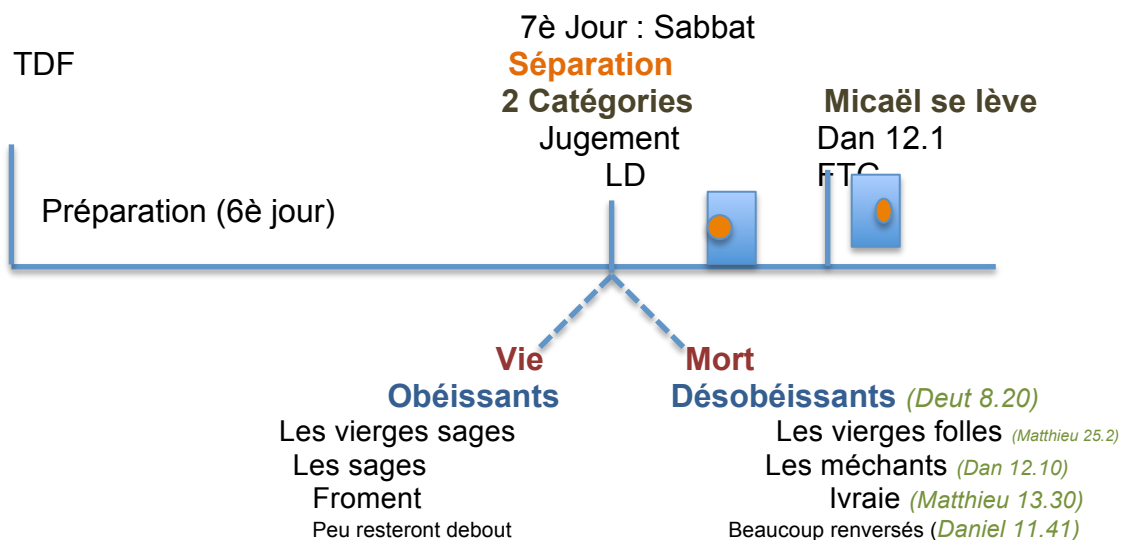 7è Jour : Sabbat
TDF Séparation
2 Catégories Micaël se lève
Jugement Dan 12.1
LD FTG
Préparation (6è jour)
Vie Mort
Obéissants Désobéissants (Deut 8.20)
Les vierges sages Les vierges folles (Matthieu 25.2)
Les sages Les méchants (Dan 12.10)
Froment Ivraie (Matthieu 13.30)
Peu resteront debout Beaucoup renversés (Daniel 11.41)